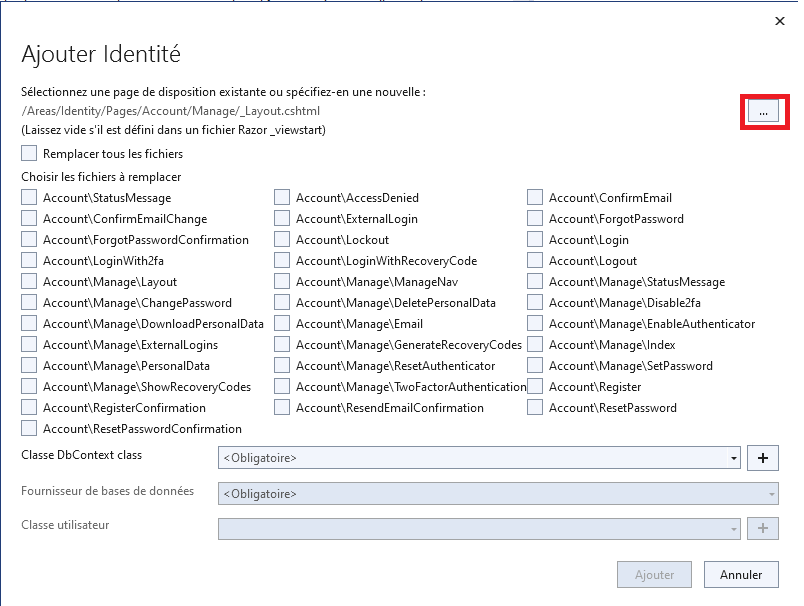 Ajouter Identité
Sélectionnez une page de disposition existante ou spécifiez-en une nouvelle :
/Areas/Identity/Pages/Account/Manage/_Layout.cshtml
...
(Laissez vide s'il est défini dans un fichier Razor _viewstart)
Remplacer tous les fichiers
Choisir les fichiers à remplacer
Account\StatusMessage Account\AccessDenied Account\ConfirmEmail
Account\ConfirmEmailChange Account\ExternalLogin Account\ForgotPassword
Account\ForgotPasswordConfirmation Account\Lockout Account\Login
Account\LoginWith2fa Account\LoginWithRecoveryCode Account\Logout
Account\Manage\Layout Account\Manage\ManageNav Account\Manage\StatusMessage
Account\Manage\ChangePassword Account\Manage\DeletePersonalData Account\Manage\Disable2fa
Account\Manage\DownloadPersonalData Account\Manage\Email Account\Manage\EnableAuthenticator
Account\Manage\ExternalLogins Account\Manage\GenerateRecoveryCodes Account\Manage\Index
Account\Manage\PersonalData Account\Manage\ResetAuthenticator Account\Manage\SetPassword
Account\Manage\ShowRecoveryCodes Account\Manage\TwoFactorAuthentication Account\Register
Account\RegisterConfirmation Account\ResendEmailConfirmation Account\ResetPassword
Account\ResetPasswordConfirmation
Classe DbContext class <Obligatoire> +
Fournisseur de bases de données <Obligatoire>
Classe utilisateur +
Ajouter Annuler